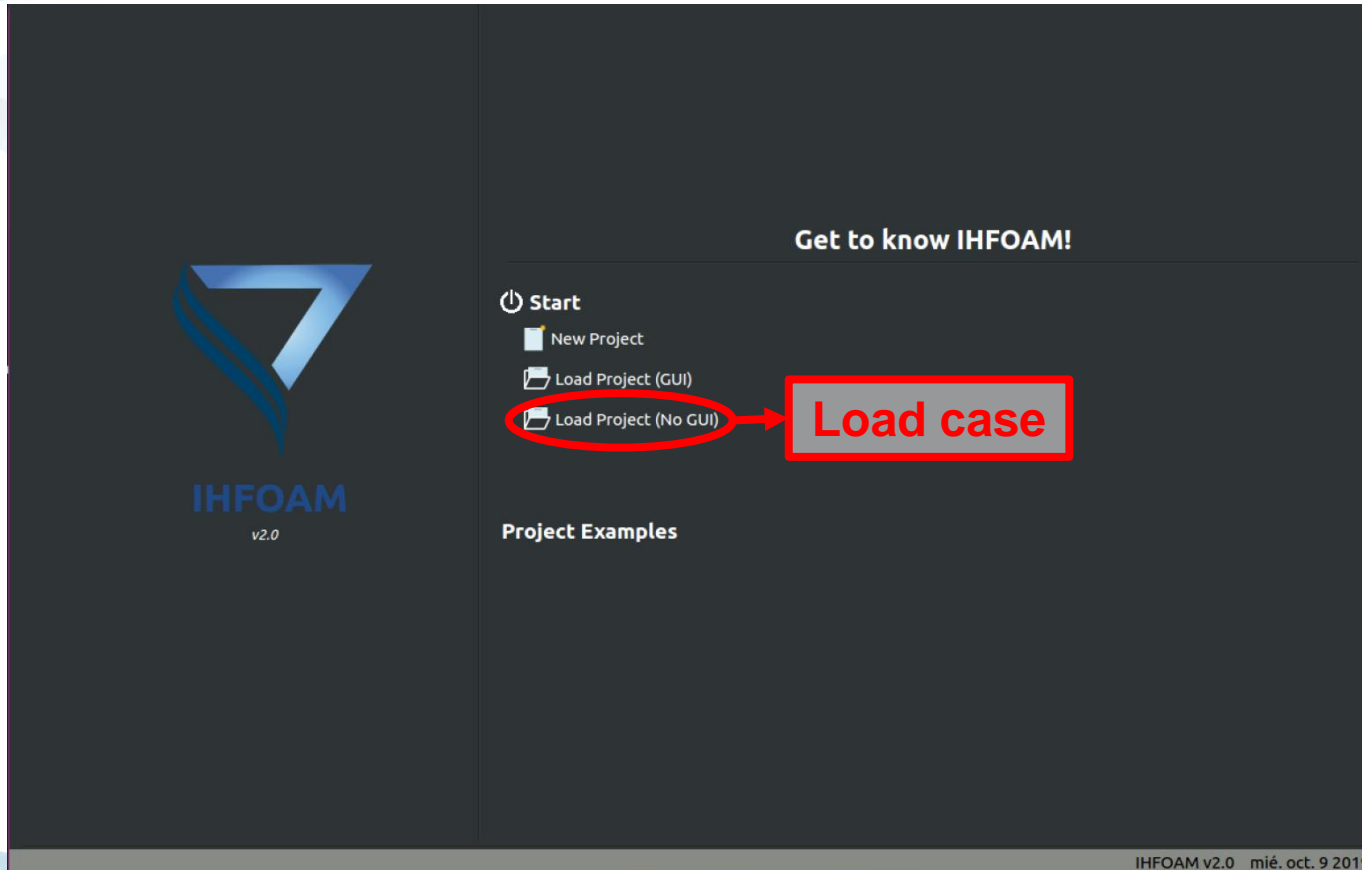 Get to know IHFOAM!
Start
New Project
Load Project (GUI)
Load Project (No GUI)
Load case
IHFOAM
v2.0
Project Examples
IHFOAM v2.0 mié. oct. 9 2019